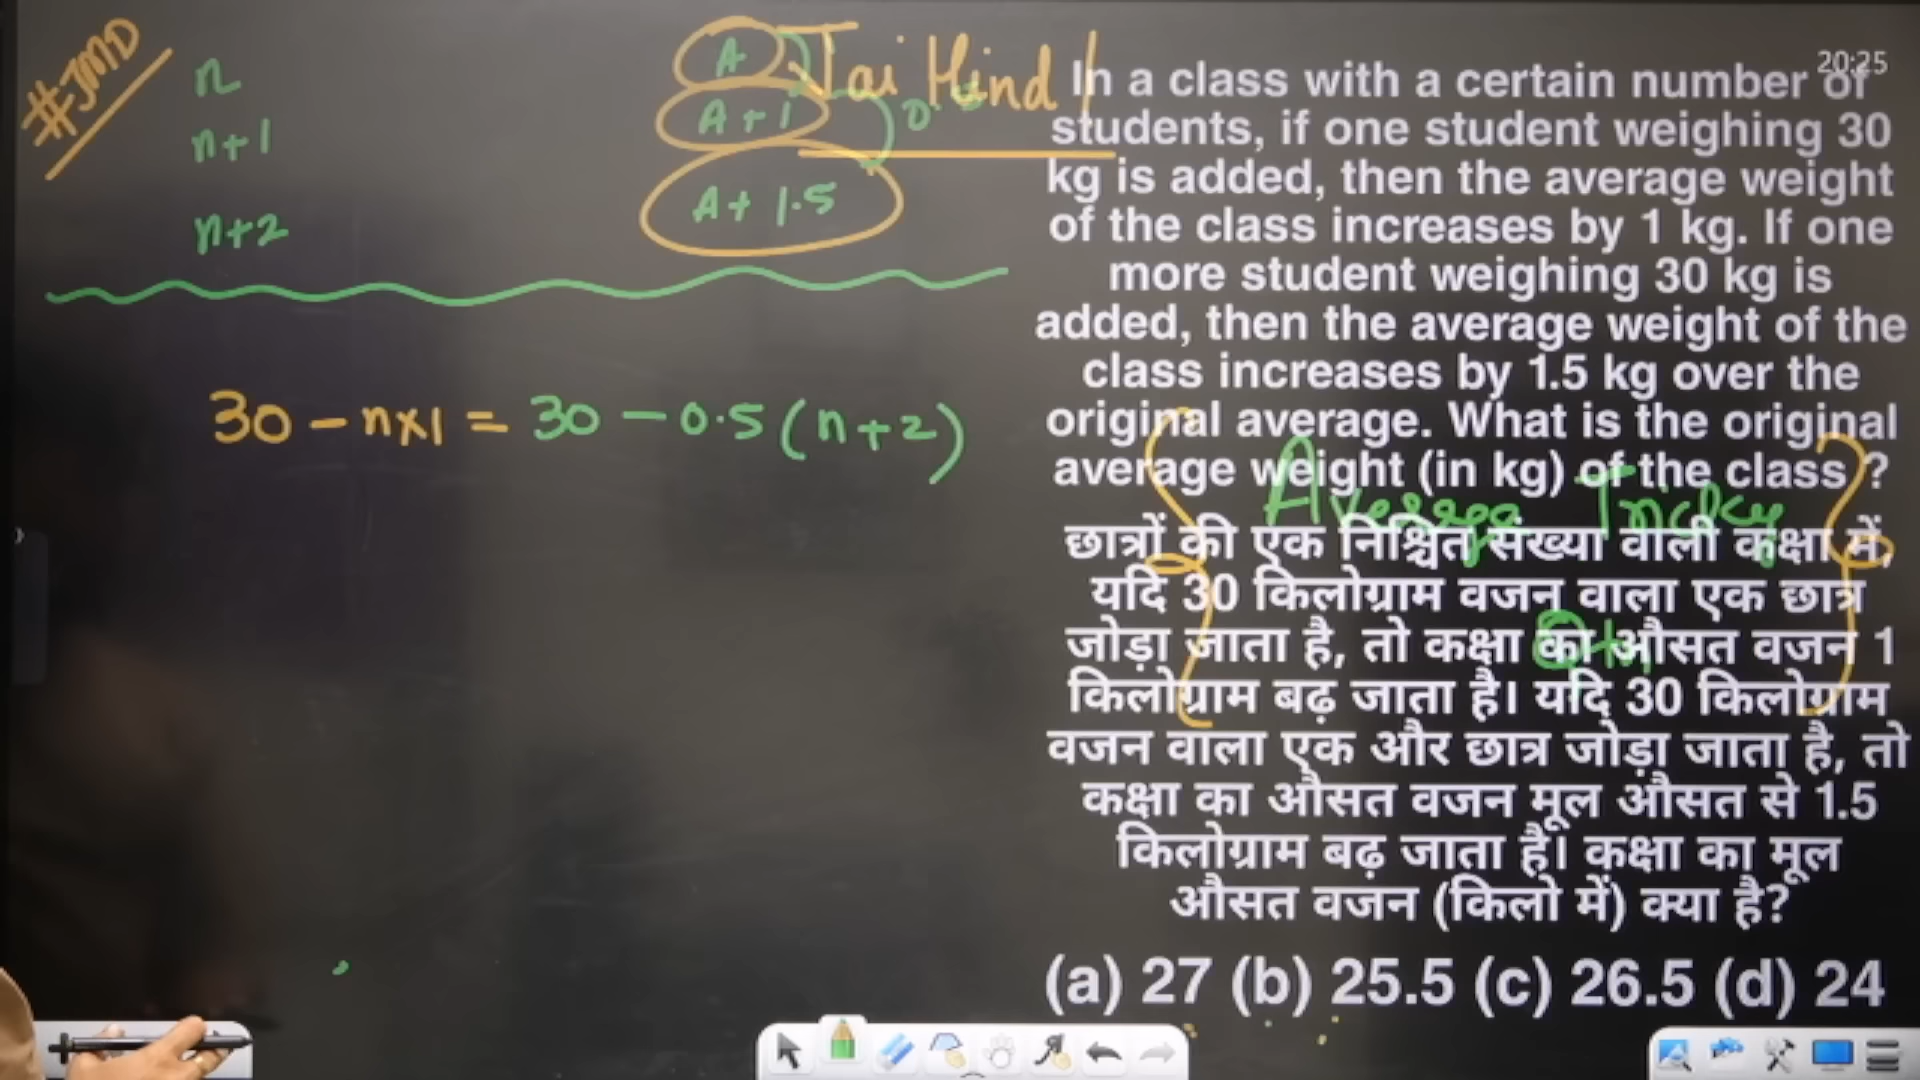 #JMD
n
n+1
n+2
A
A+1
A+1.5
Jai Hind
20:25
In a class with a certain number of
students, if one student weighing 30
kg is added, then the average weight
of the class increases by 1 kg. If one
more student weighing 30 kg is
added, then the average weight of the
class increases by 1.5 kg over the
original average. What is the original
average weight (in kg) of the class ?
30 - n×1 = 30 - 0.5 (n+2)
Average Tricky
छात्रों की एक निश्चित संख्या वाली कक्षा में,
यदि 30 किलोग्राम वजन वाला एक छात्र
जोड़ा जाता है, तो कक्षा का औसत वजन 1
किलोग्राम बढ़ जाता है। यदि 30 किलोग्राम
वजन वाला एक और छात्र जोड़ा जाता है, तो
कक्षा का औसत वजन मूल औसत से 1.5
किलोग्राम बढ़ जाता है। कक्षा का मूल
औसत वजन (किलो में) क्या है?
(a) 27 (b) 25.5 (c) 26.5 (d) 24